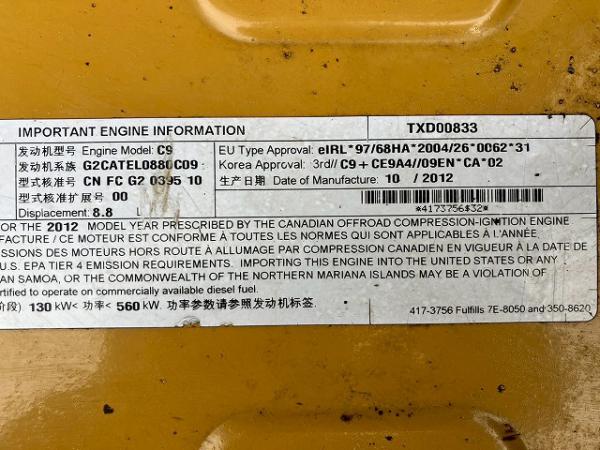 IMPORTANT ENGINE INFORMATION
TXD00833
发动机型号 Engine Model: C9
EU Type Approval: eIRL*97/68HA*2004/26*0062*31
发动机系族 G2CATEL0880C09
Korea Approval: 3rd// C9+CE9A4//09EN*CA*02
型式核准号 CN FC G2 0395 10
生产日期 Date of Manufacture: 10 / 2012
型式核准扩展号 00
*4173756$32*
Displacement: 8.8 L
FOR THE 2012 MODEL YEAR PRESCRIBED BY THE CANADIAN OFFROAD COMPRESSION-IGNITION ENGINE
FACTURE / CE MOTEUR EST CONFORME À TOUTES LES NORMES QUI SONT APPLICABLES À L'ANNÉE
SSIONS DES MOTEURS HORS ROUTE À ALLUMAGE PAR COMPRESSION CANADIEN EN VIGUEUR À LA DATE DE
U.S. EPA TIER 4 EMISSION REQUIREMENTS. IMPORTING THIS ENGINE INTO THE UNITED STATES OR ANY
AN SAMOA, OR THE COMMONWEALTH OF THE NORTHERN MARIANA ISLANDS MAY BE A VIOLATION OF
rtified to operate on commercially available diesel fuel.
阶段) 130 kW< 功率< 560 kW. 功率参数请参照发动机标签.
417-3756 Fulfills 7E-8050 and 350-8620